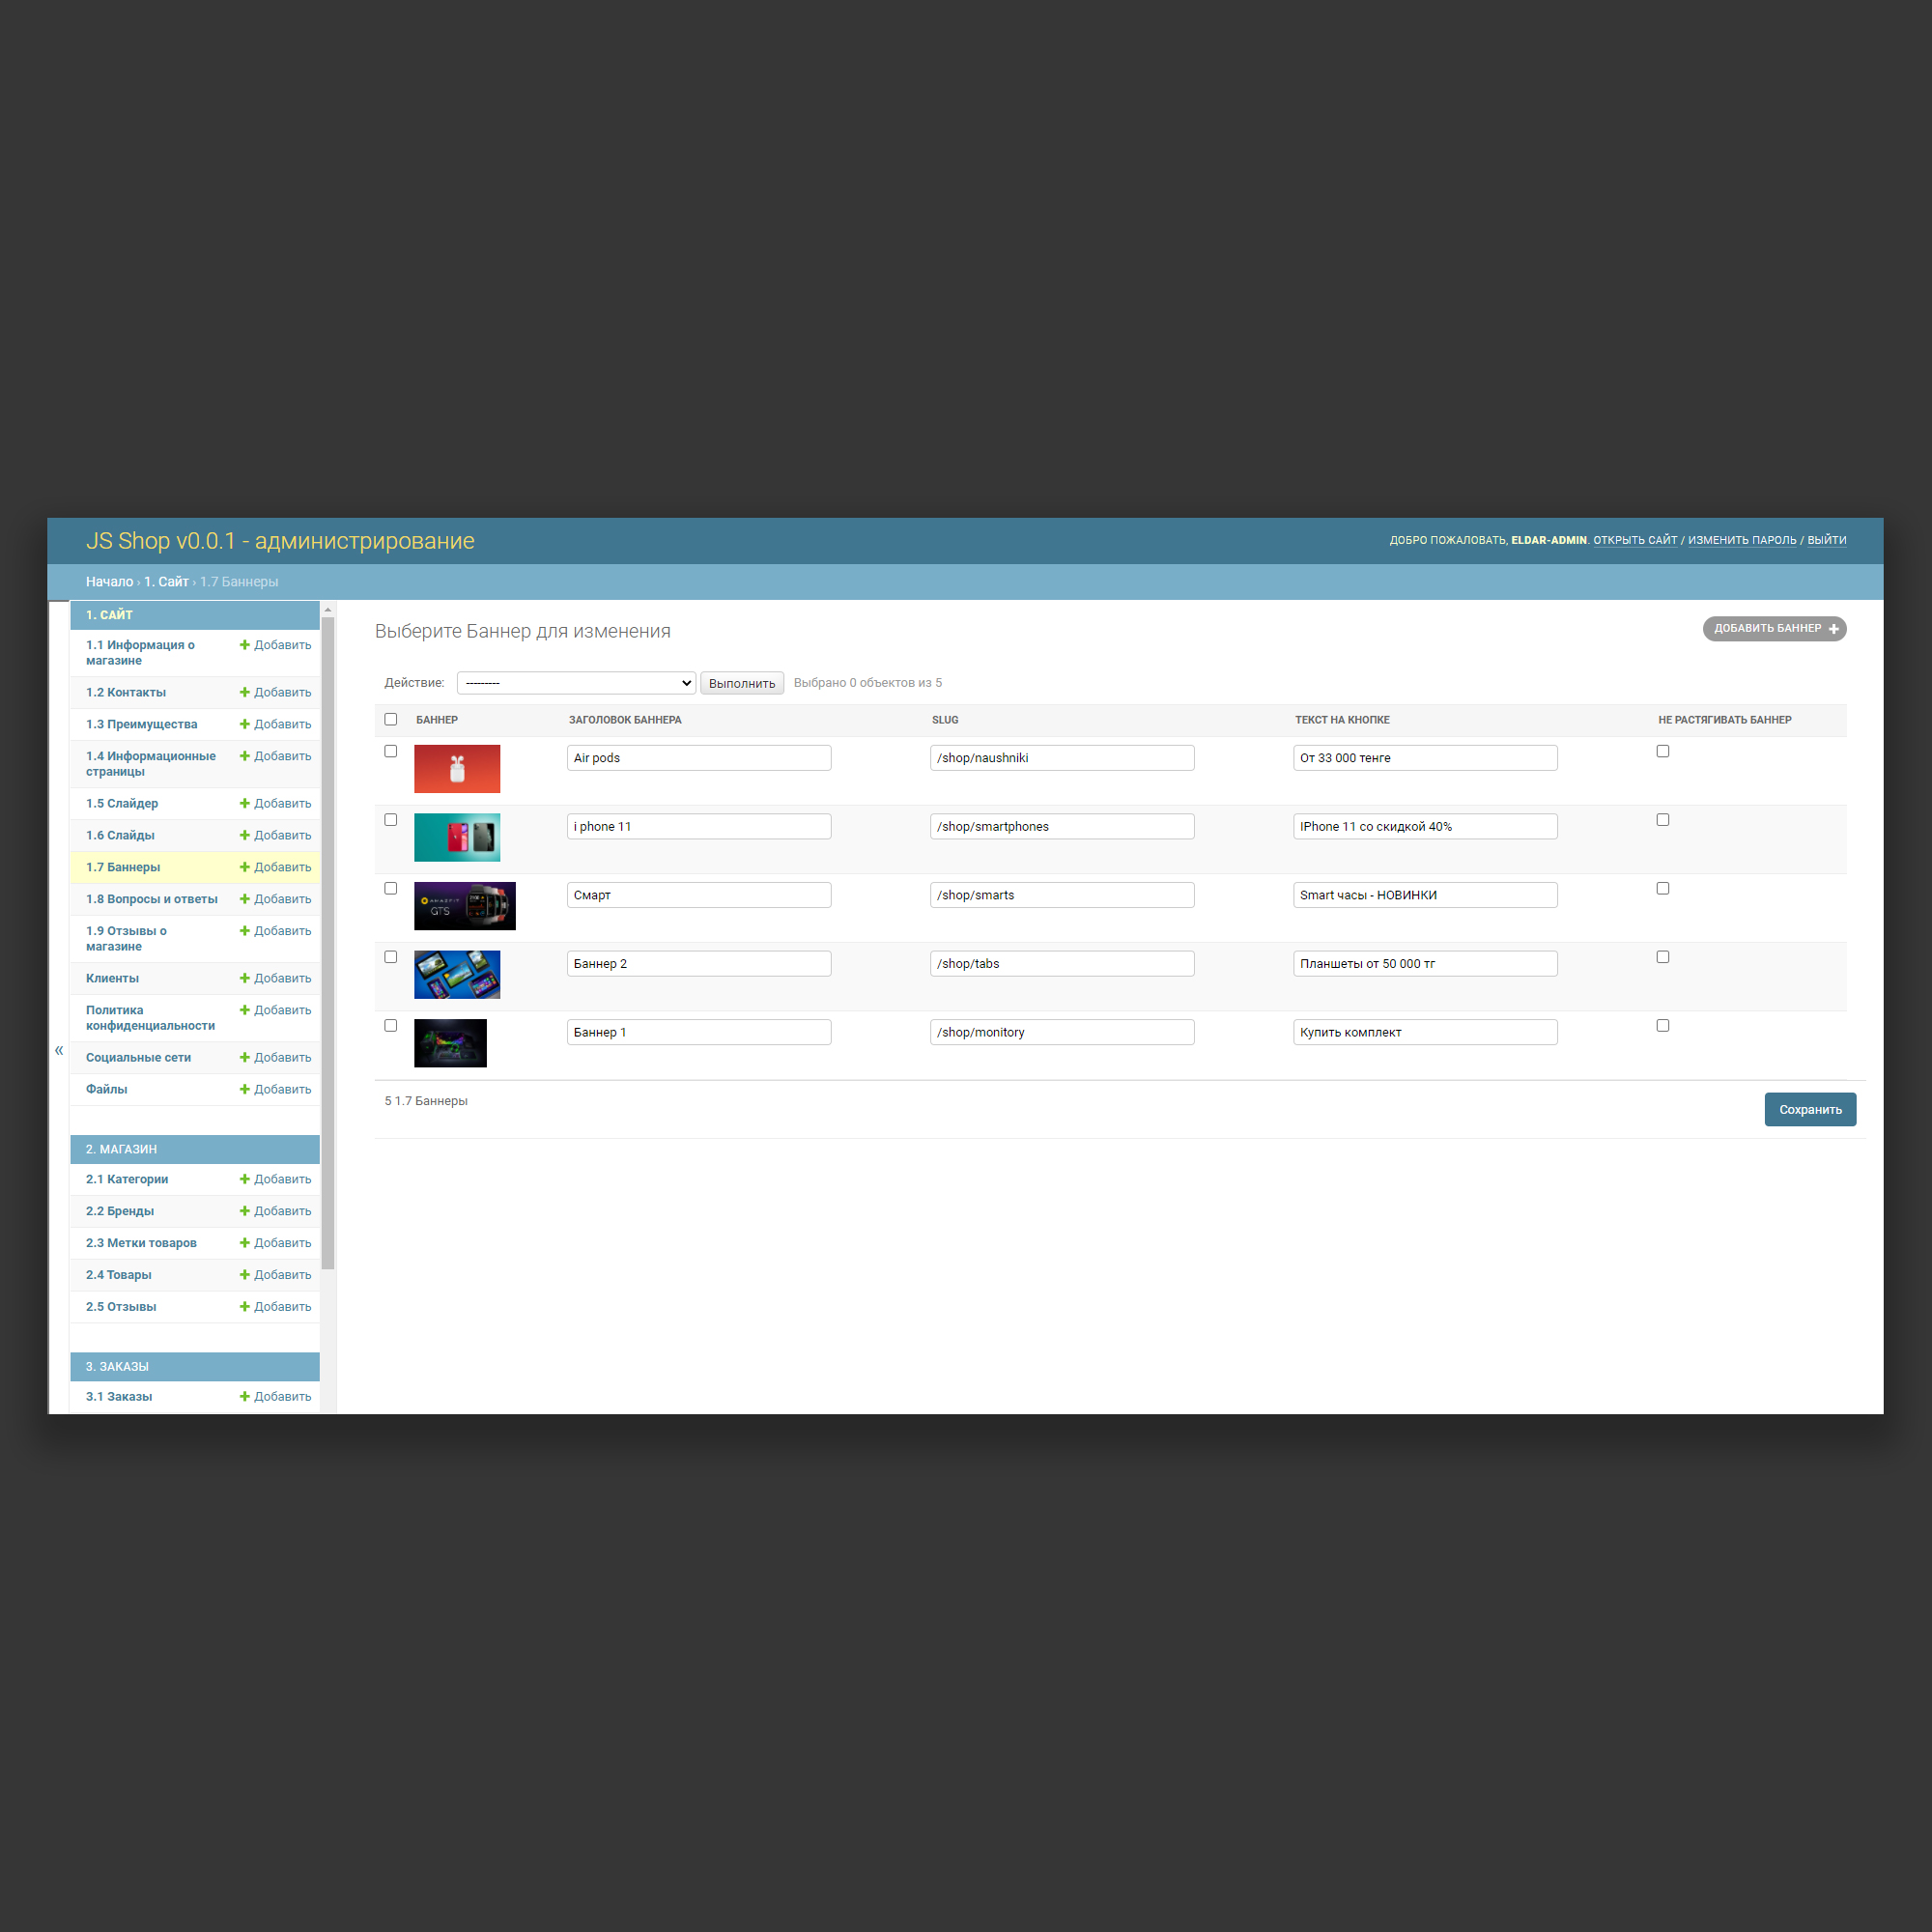 JS Shop v0.0.1 - администрирование
ДОБРО ПОЖАЛОВАТЬ, ELDAR-ADMIN. ОТКРЫТЬ САЙТ / ИЗМЕНИТЬ ПАРОЛЬ / ВЫЙТИ
Начало › 1. Сайт › 1.7 Баннеры
«
1. САЙТ
1.1 Информация о магазине + Добавить
1.2 Контакты + Добавить
1.3 Преимущества + Добавить
1.4 Информационные страницы + Добавить
1.5 Слайдер + Добавить
1.6 Слайды + Добавить
1.7 Баннеры + Добавить
1.8 Вопросы и ответы + Добавить
1.9 Отзывы о магазине + Добавить
Клиенты + Добавить
Политика конфиденциальности + Добавить
Социальные сети + Добавить
Файлы + Добавить
2. МАГАЗИН
2.1 Категории + Добавить
2.2 Бренды + Добавить
2.3 Метки товаров + Добавить
2.4 Товары + Добавить
2.5 Отзывы + Добавить
3. ЗАКАЗЫ
3.1 Заказы + Добавить
Выберите Баннер для изменения
ДОБАВИТЬ БАННЕР +
Действие: --------- Выполнить Выбрано 0 объектов из 5
БАННЕР ЗАГОЛОВОК БАННЕРА SLUG ТЕКСТ НА КНОПКЕ НЕ РАСТЯГИВАТЬ БАННЕР
Air pods /shop/naushniki От 33 000 тенге
i phone 11 /shop/smartphones IPhone 11 со скидкой 40%
AMAZFIT
GTS
Смарт /shop/smarts Smart часы - НОВИНКИ
Баннер 2 /shop/tabs Планшеты от 50 000 тг
Баннер 1 /shop/monitory Купить комплект
5 1.7 Баннеры
Сохранить